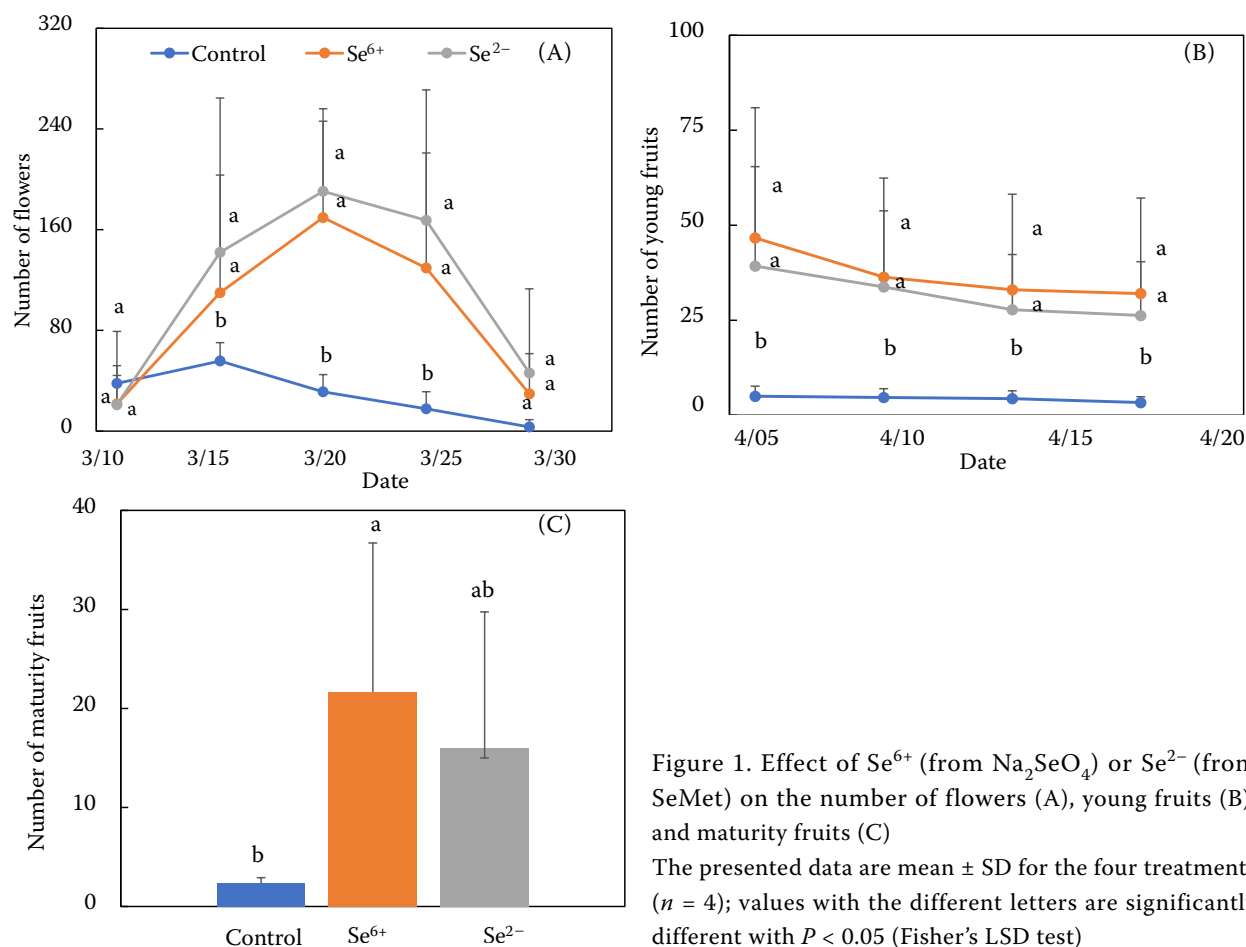 320
240
160
80
0
Number of flowers
Control Se⁶⁺ Se²⁻ (A)
a
a
a
a
a
a
a
a
a
b
b
b
a
a
a
3/10 3/15 3/20 3/25 3/30
Date
100
75
50
25
0
Number of young fruits
(B)
a
a
a
a
a
a
a
a
b
b
b
b
4/05 4/10 4/15 4/20
Date
40
30
20
10
0
Number of maturity fruits
(C)
b
a
ab
Control Se⁶⁺ Se²⁻
Figure 1. Effect of Se⁶⁺ (from Na₂SeO₄) or Se²⁻ (from
SeMet) on the number of flowers (A), young fruits (B)
and maturity fruits (C)
The presented data are mean ± SD for the four treatment
(n = 4); values with the different letters are significantl
different with P < 0.05 (Fisher's LSD test)